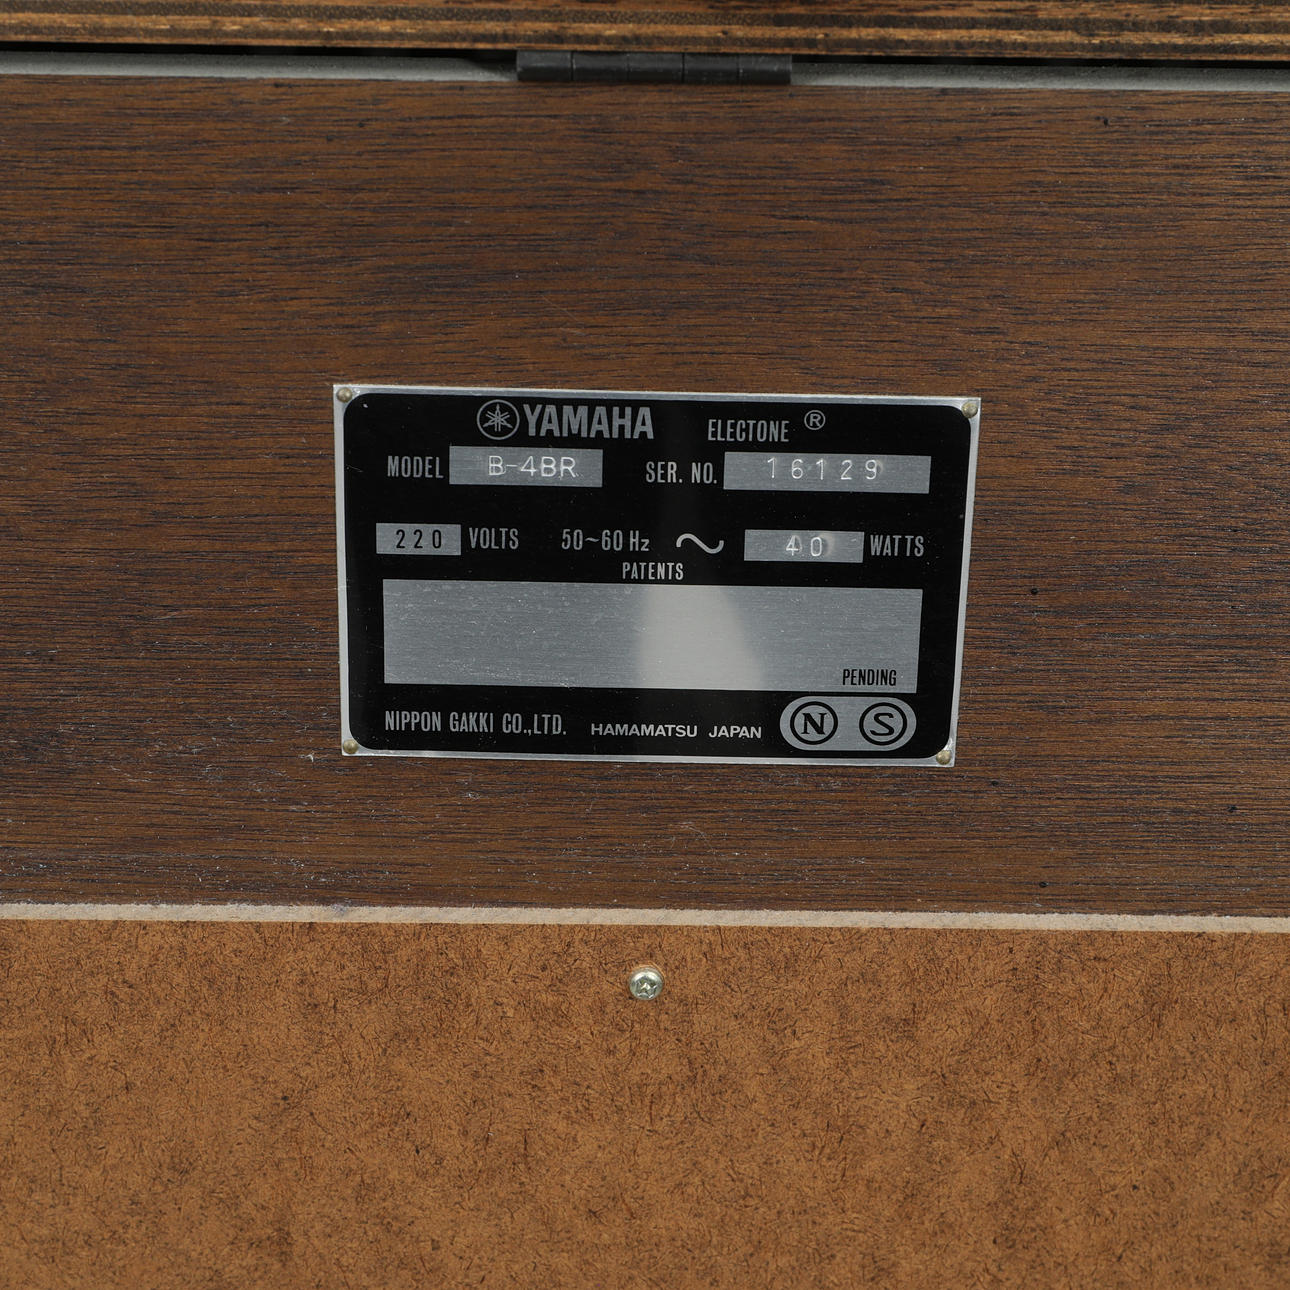 YAMAHA ELECTONE ®
MODEL B-4BR SER. NO. 16129
220 VOLTS 50~60 Hz ~ 40 WATTS
PATENTS
PENDING
NIPPON GAKKI CO.,LTD. HAMAMATSU JAPAN N S